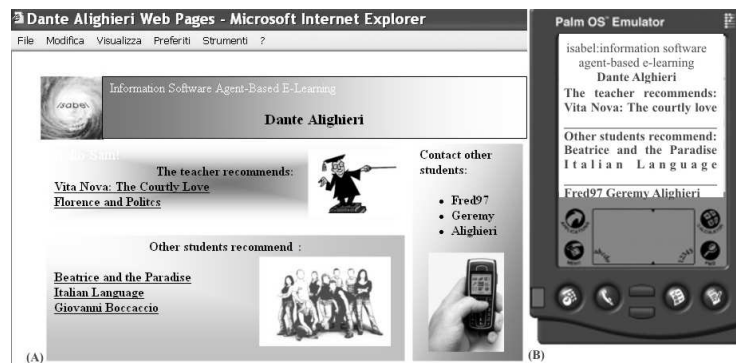 Dante Alighieri Web Pages - Microsoft Internet Explorer
File Modifica Visualizza Preferiti Strumenti ?
isabel
Information Software Agent-Based E-Learning
Dante Alighieri
The teacher recommends:
Vita Nova: The Courtly Love
Florence and Politcs
Contact other
students:
• Fred97
• Geremy
• Alighieri
Other students recommend :
Beatrice and the Paradise
Italian Language
Giovanni Boccaccio
(A)
Palm OS Emulator
isabel:information software
agent-based e-learning
Dante Alghieri
The teacher recommends:
Vita Nova: The courtly love
Other students recommend:
Beatrice and the Paradise
Italian Language
Fred97 Geremy Alighieri
(B)